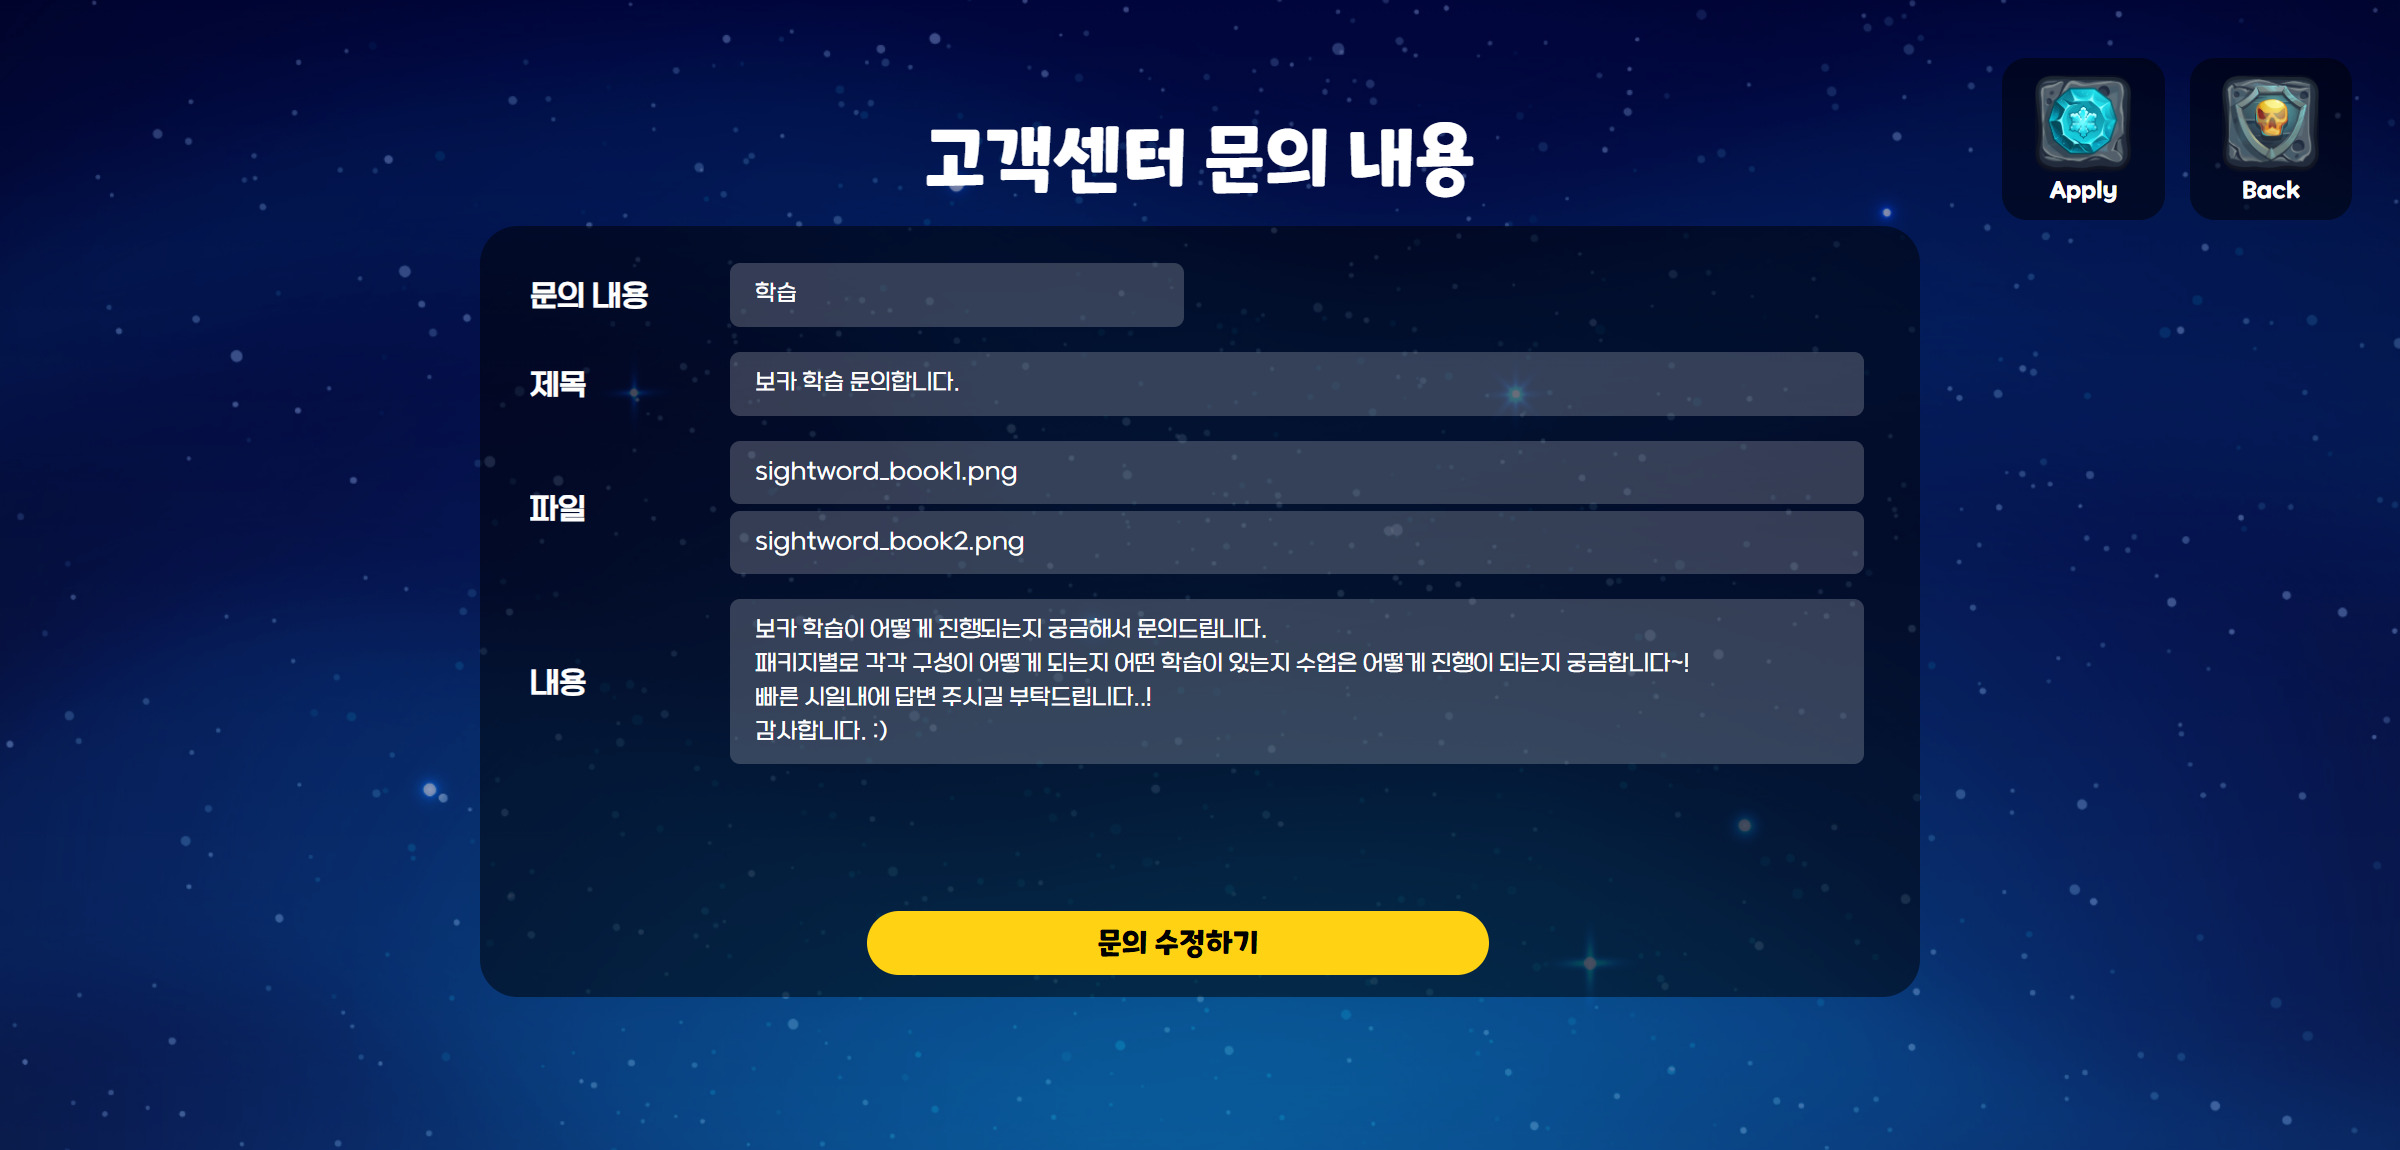 고객센터 문의 내용
Apply
Back
문의 내용
학습
제목
보카 학습 문의합니다.
파일
sightword_book1.png
sightword_book2.png
내용
보카 학습이 어떻게 진행되는지 궁금해서 문의드립니다.
패키지별로 각각 구성이 어떻게 되는지 어떤 학습이 있는지 수업은 어떻게 진행이 되는지 궁금합니다~!
빠른 시일내에 답변 주시길 부탁드립니다..!
감사합니다. :)
문의 수정하기